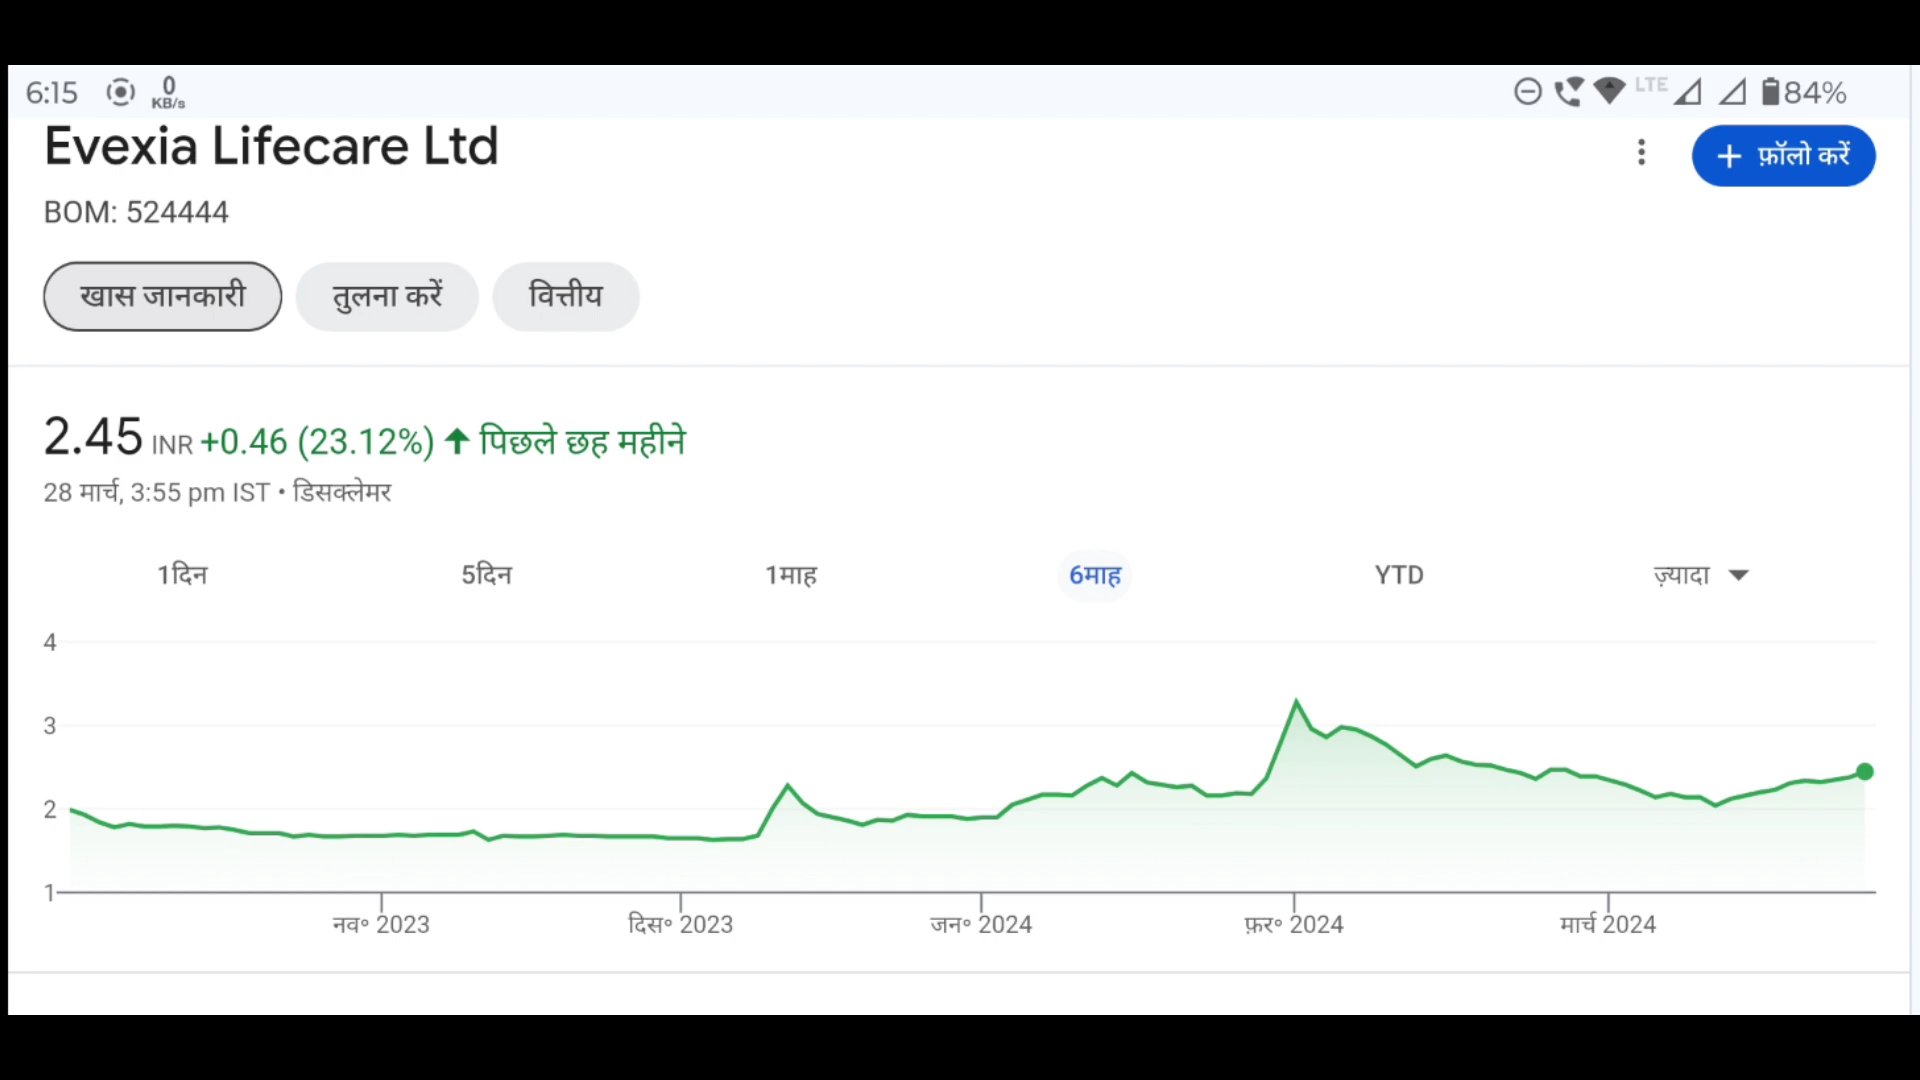 6:15 0 KB/s LTE 84%
Evexia Lifecare Ltd
+ फ़ॉलो करें
BOM: 524444
खास जानकारी तुलना करें वित्तीय
2.45 INR +0.46 (23.12%) ↑ पिछले छह महीने
28 मार्च, 3:55 pm IST • डिसक्लेमर
1दिन 5दिन 1माह 6माह YTD ज़्यादा
4
3
2
1
नव॰ 2023 दिस॰ 2023 जन॰ 2024 फ़र॰ 2024 मार्च 2024